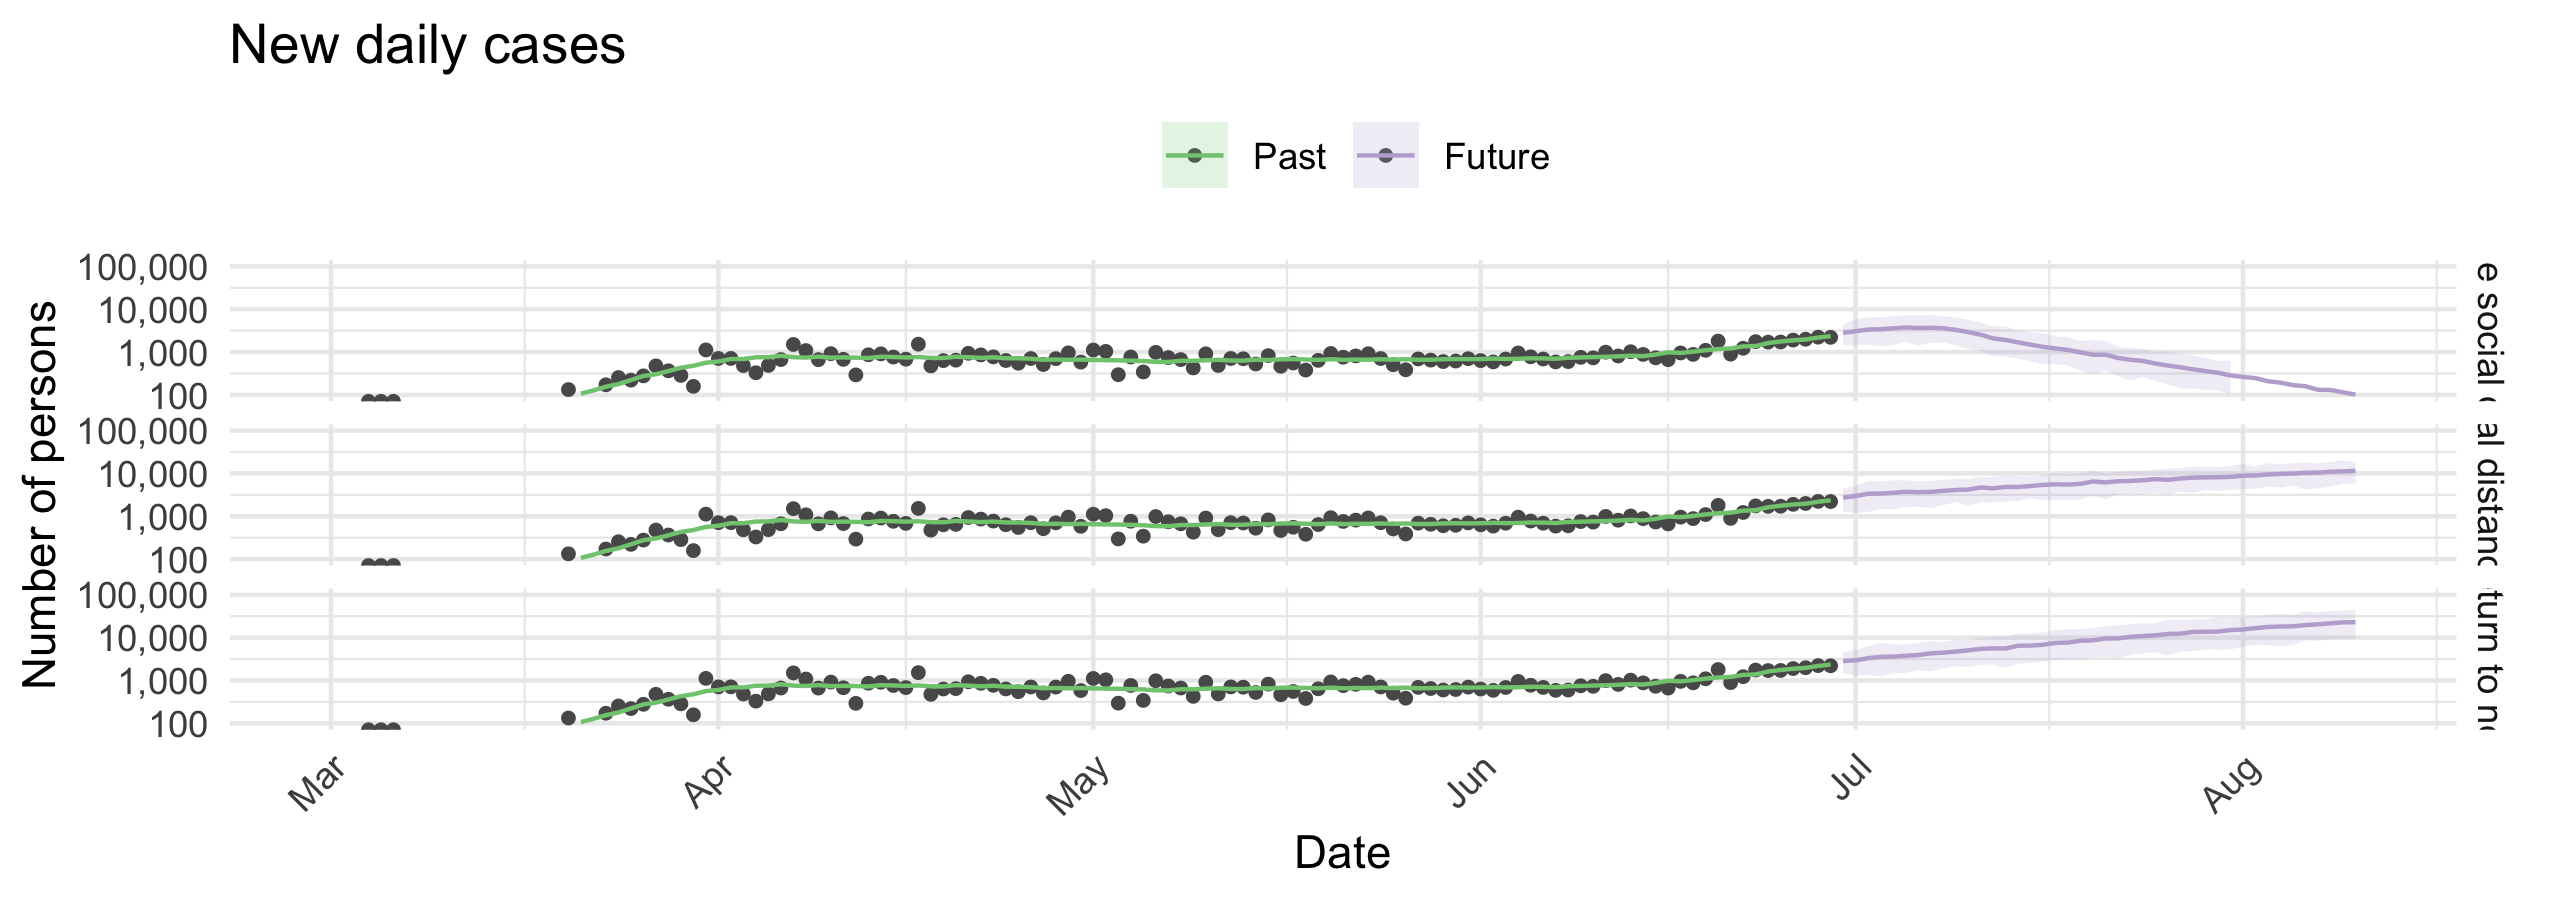 New daily cases
Past Future
Number of persons
100,000
10,000
1,000
100
e social
100,000
10,000
1,000
100
al distanc
100,000
10,000
1,000
100
turn to no
Mar Apr May Jun Jul Aug
Date